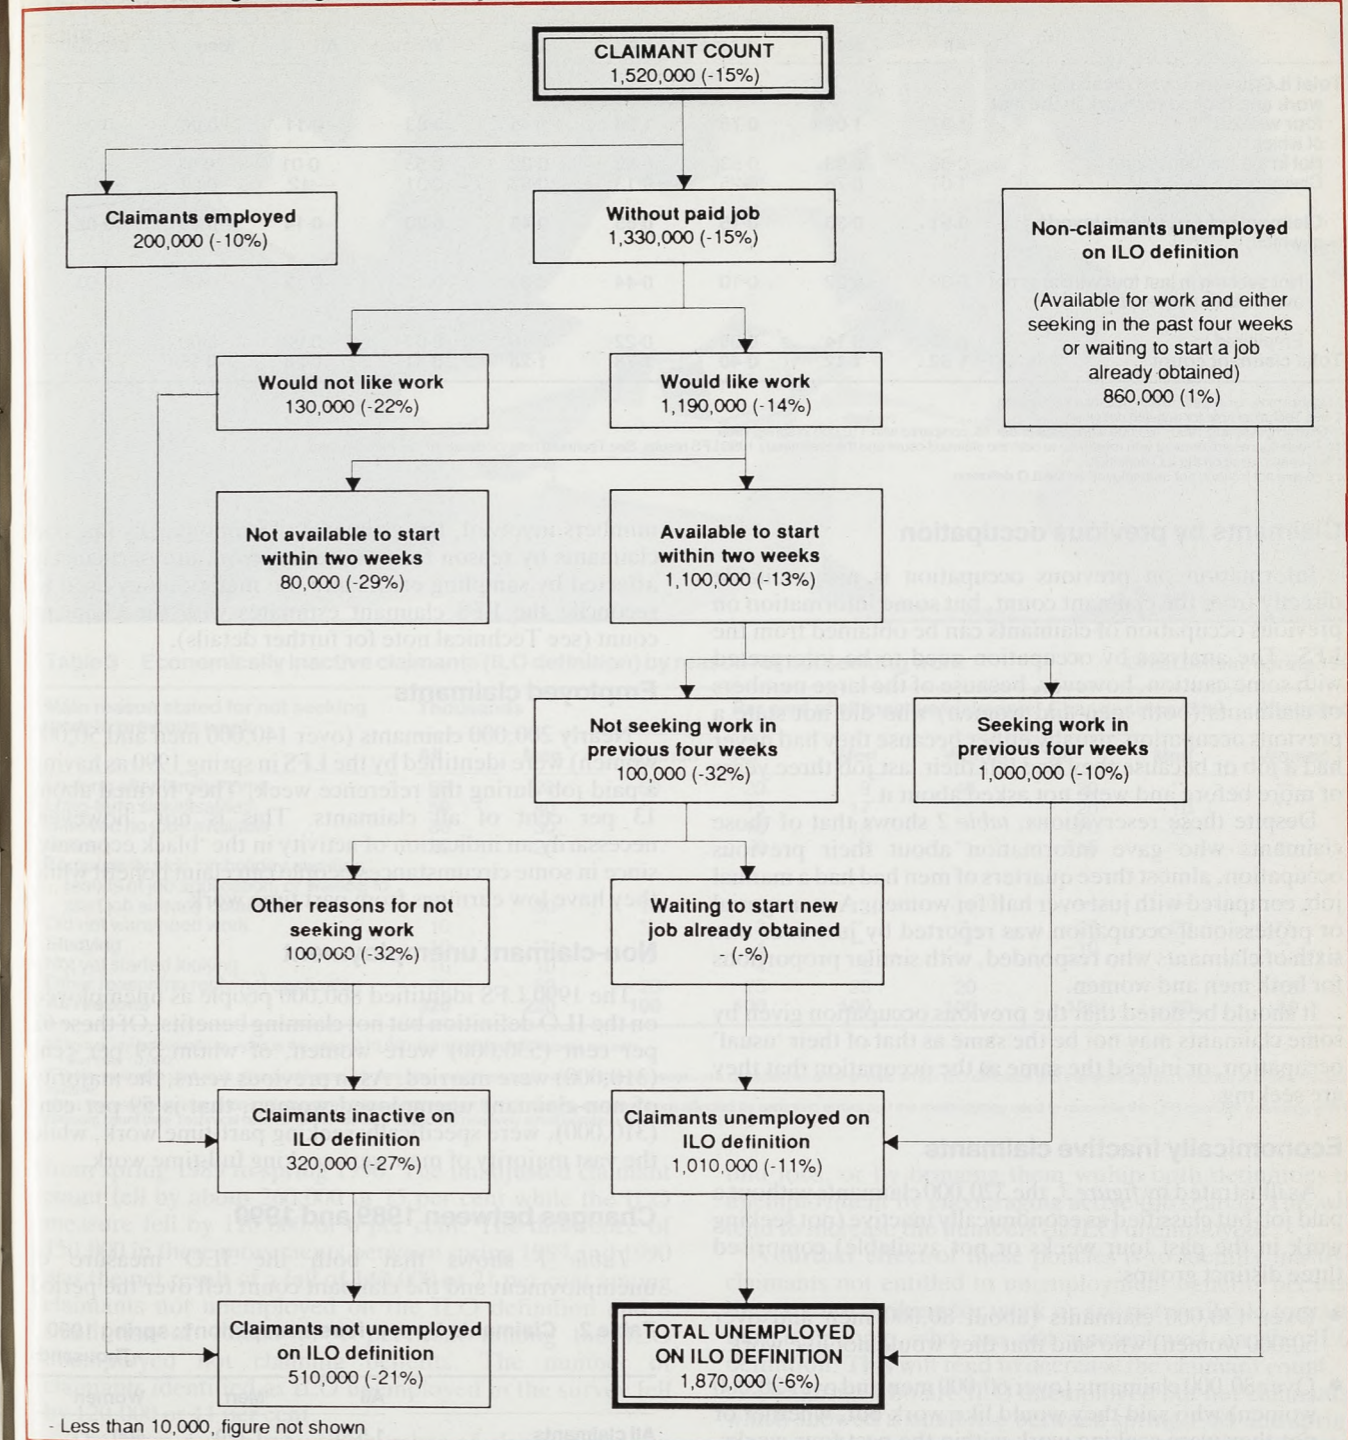 CLAIMANT COUNT
1,520,000 (-15%)
Claimants employed
200,000 (-10%)
Without paid job
1,330,000 (-15%)
Non-claimants unemployed
on ILO definition
(Available for work and either
seeking in the past four weeks
or waiting to start a job
already obtained)
860,000 (1%)
Would not like work
130,000 (-22%)
Would like work
1,190,000 (-14%)
Not available to start
within two weeks
80,000 (-29%)
Available to start
within two weeks
1,100,000 (-13%)
Not seeking work in
previous four weeks
100,000 (-32%)
Seeking work in
previous four weeks
1,000,000 (-10%)
Other reasons for not
seeking work
100,000 (-32%)
Waiting to start new
job already obtained
- (-%)
Claimants inactive on
ILO definition
320,000 (-27%)
Claimants unemployed on
ILO definition
1,010,000 (-11%)
Claimants not unemployed
on ILO definition
510,000 (-21%)
TOTAL UNEMPLOYED
ON ILO DEFINITION
1,870,000 (-6%)
- Less than 10,000, figure not shown